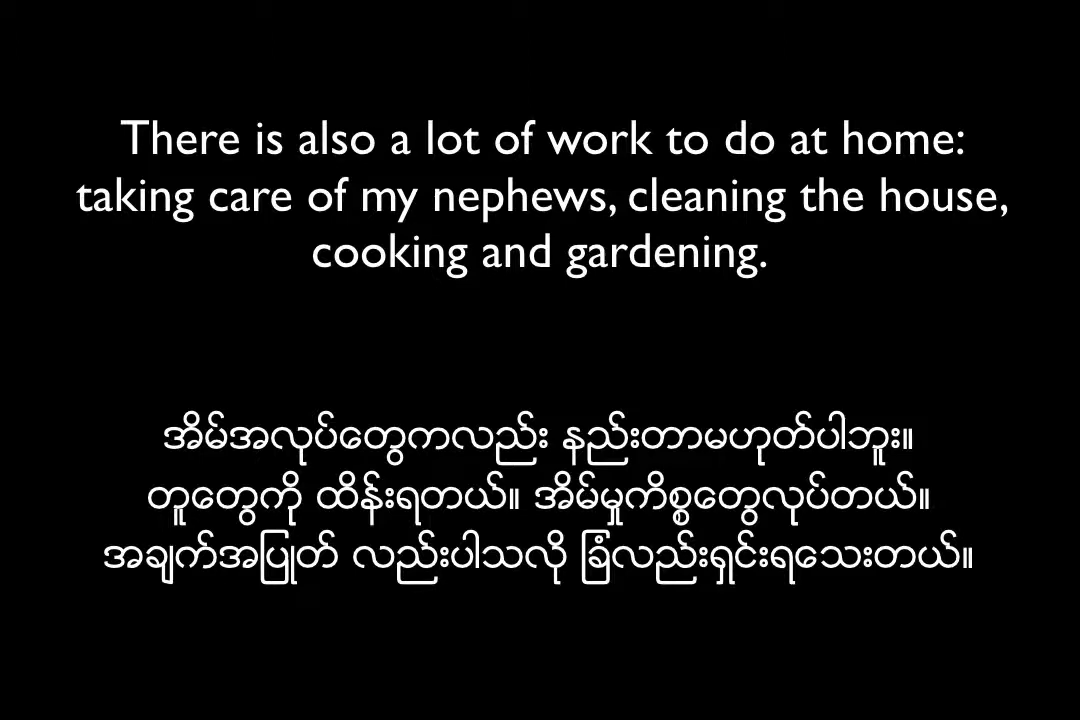 There is also a lot of work to do at home:
taking care of my nephews, cleaning the house,
cooking and gardening.
အိမ်အလုပ်တွေကလည်း နည်းတာမဟုတ်ပါဘူး။
တူတွေကို ထိန်းရတယ်။ အိမ်မှုကိစ္စတွေလုပ်တယ်။
အချက်အပြုတ် လည်းပါသလို ခြံလည်းရှင်းရသေးတယ်။